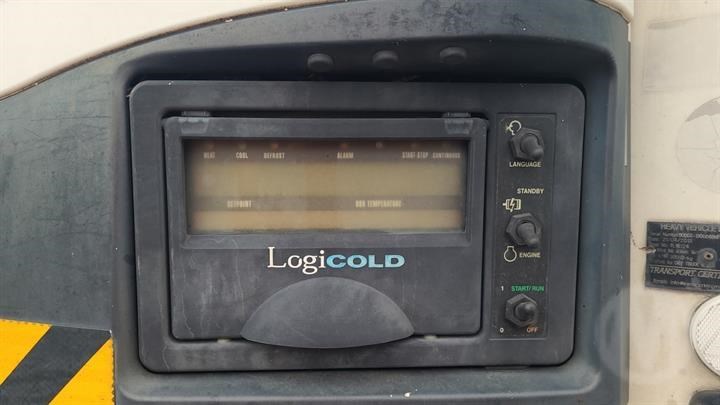 HEAT COOL DEFROST ALARM START-STOP CONTINUOUS
SETPOINT BOX TEMPERATURE
LogiCOLD
LANGUAGE
STANDBY
ENGINE
1 START/RUN
0 OFF
HEAVY VEHICLE
TRANSPORT CERT